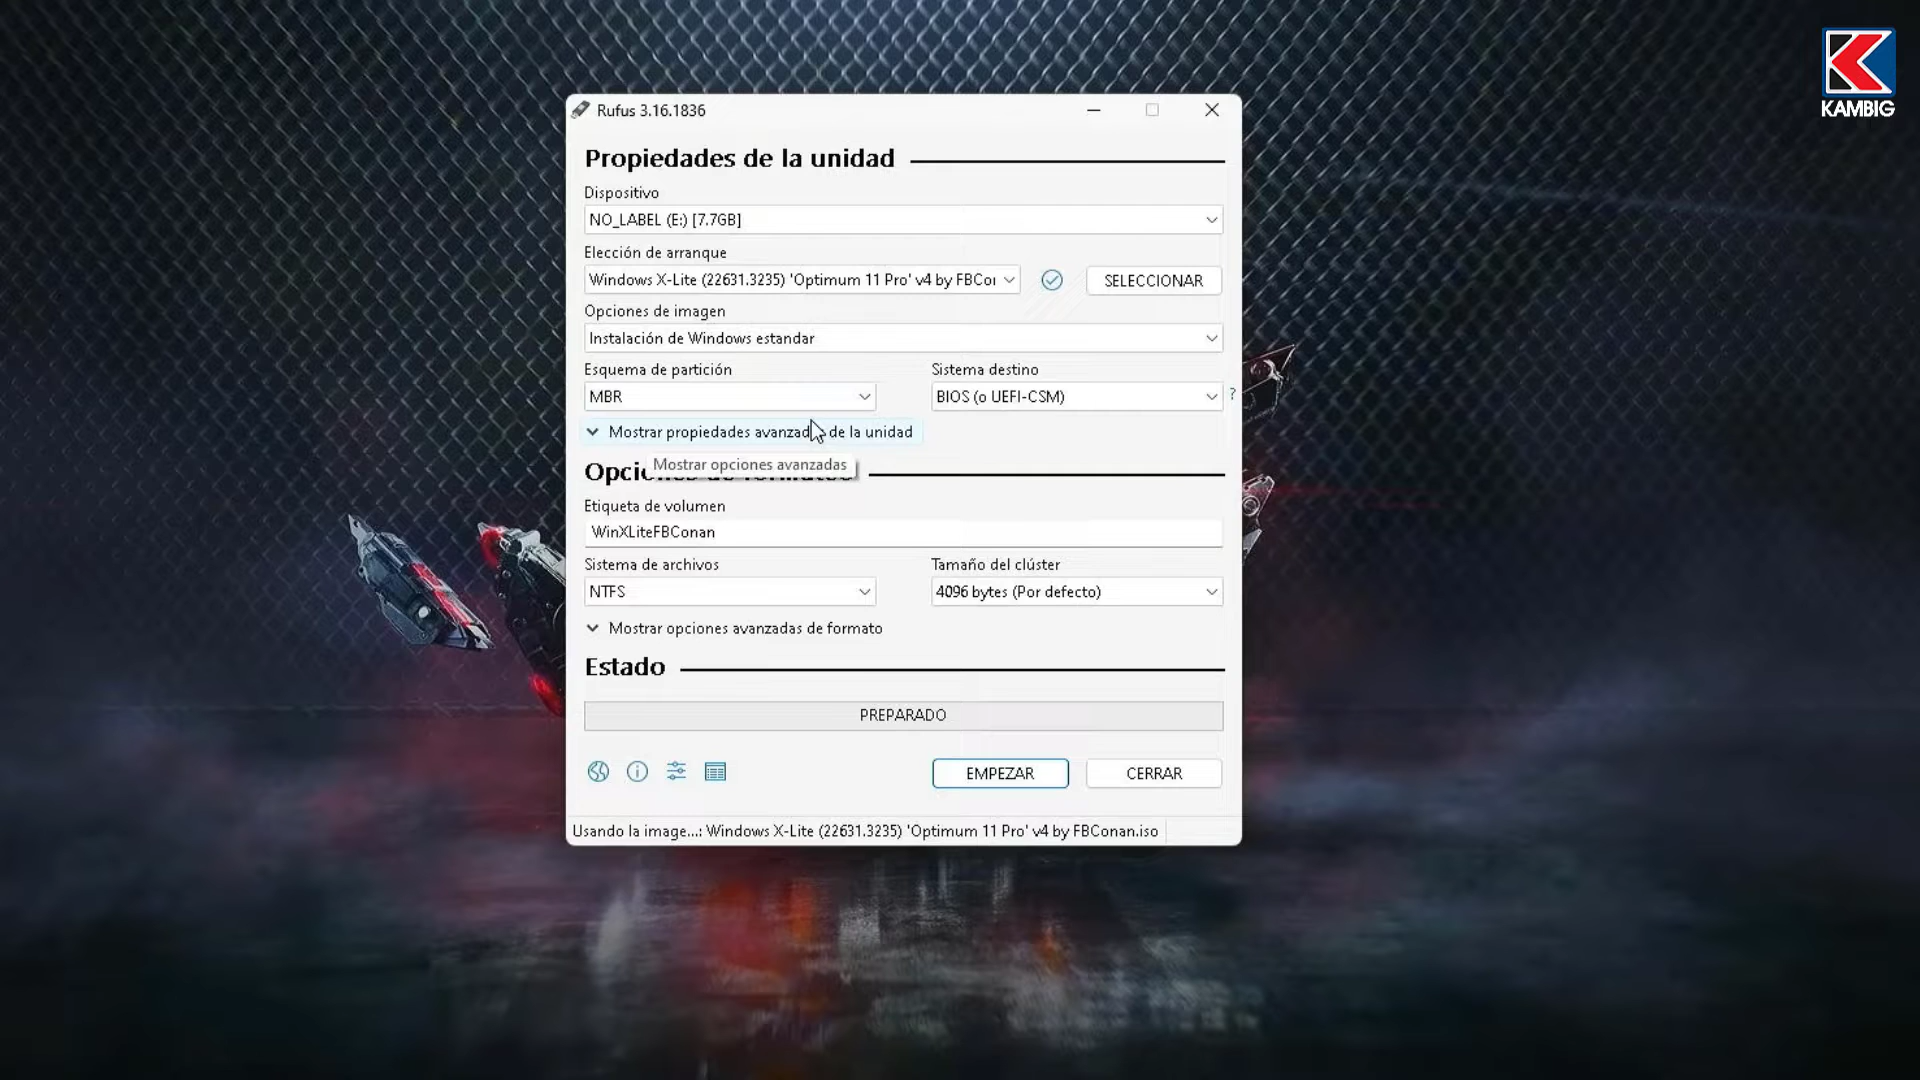 KAMBIG
Rufus 3.16.1836
Propiedades de la unidad
Dispositivo
NO_LABEL (E:) [7.7GB]
Elección de arranque
Windows X-Lite (22631.3235) 'Optimum 11 Pro' v4 by FBCo
SELECCIONAR
Opciones de imagen
Instalación de Windows estandar
Esquema de partición
Sistema destino
MBR
BIOS (o UEFI-CSM)
?
Mostrar propiedades avanzad de la unidad
Mostrar opciones avanzadas
Etiqueta de volumen
WinXLiteFBConan
Sistema de archivos
Tamaño del clúster
NTFS
4096 bytes (Por defecto)
Mostrar opciones avanzadas de formato
Estado
PREPARADO
EMPEZAR
CERRAR
Usando la image...: Windows X-Lite (22631.3235) 'Optimum 11 Pro' v4 by FBConan.iso